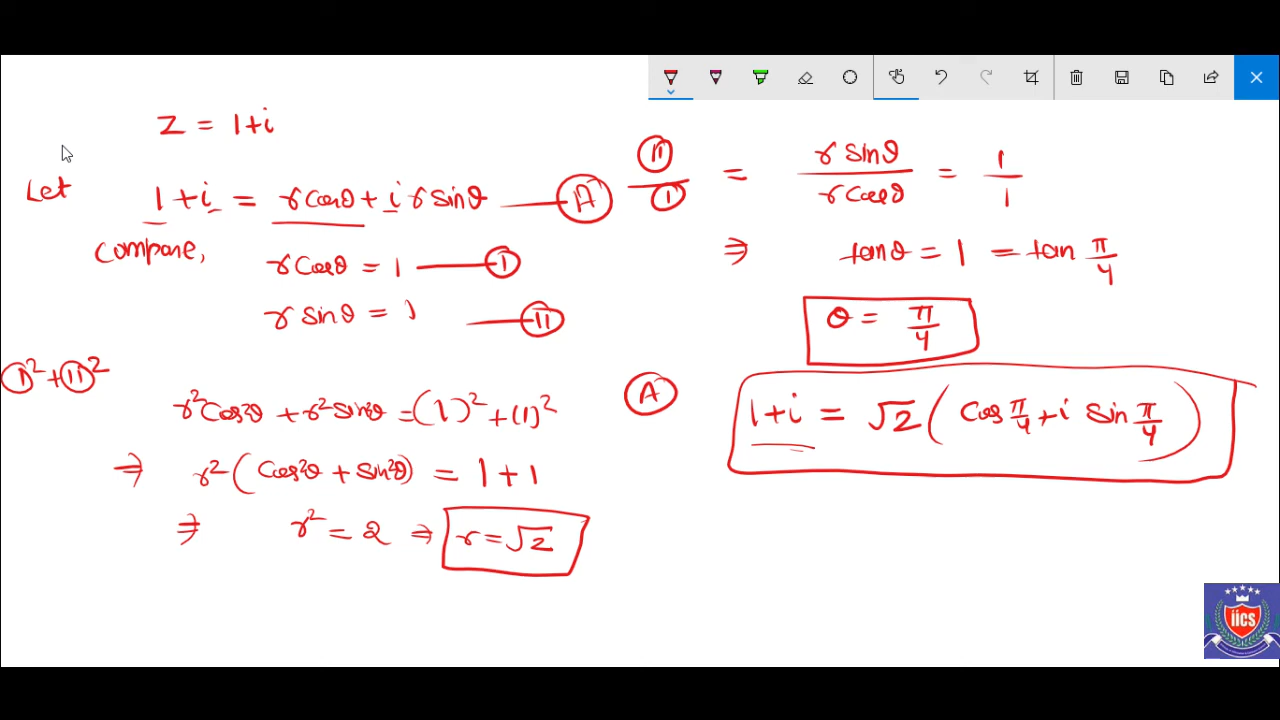 z = 1+i
Let 1+i = r cosθ + i r sinθ — Ⓐ
Compare,
r cosθ = 1 — Ⓘ
r sinθ = 1 — Ⓘ︎Ⓘ
Ⓘ² + (II)²
r²cos²θ + r²sin²θ = (1)² + (1)²
⇒ r²(cos²θ + sin²θ) = 1 + 1
⇒ r² = 2 ⇒ r = √2
(II)/(I) = r sinθ/r cosθ = 1/1
⇒ tanθ = 1 = tan π/4
θ = π/4
Ⓐ 1+i = √2 (cos π/4 + i sin π/4)
iics